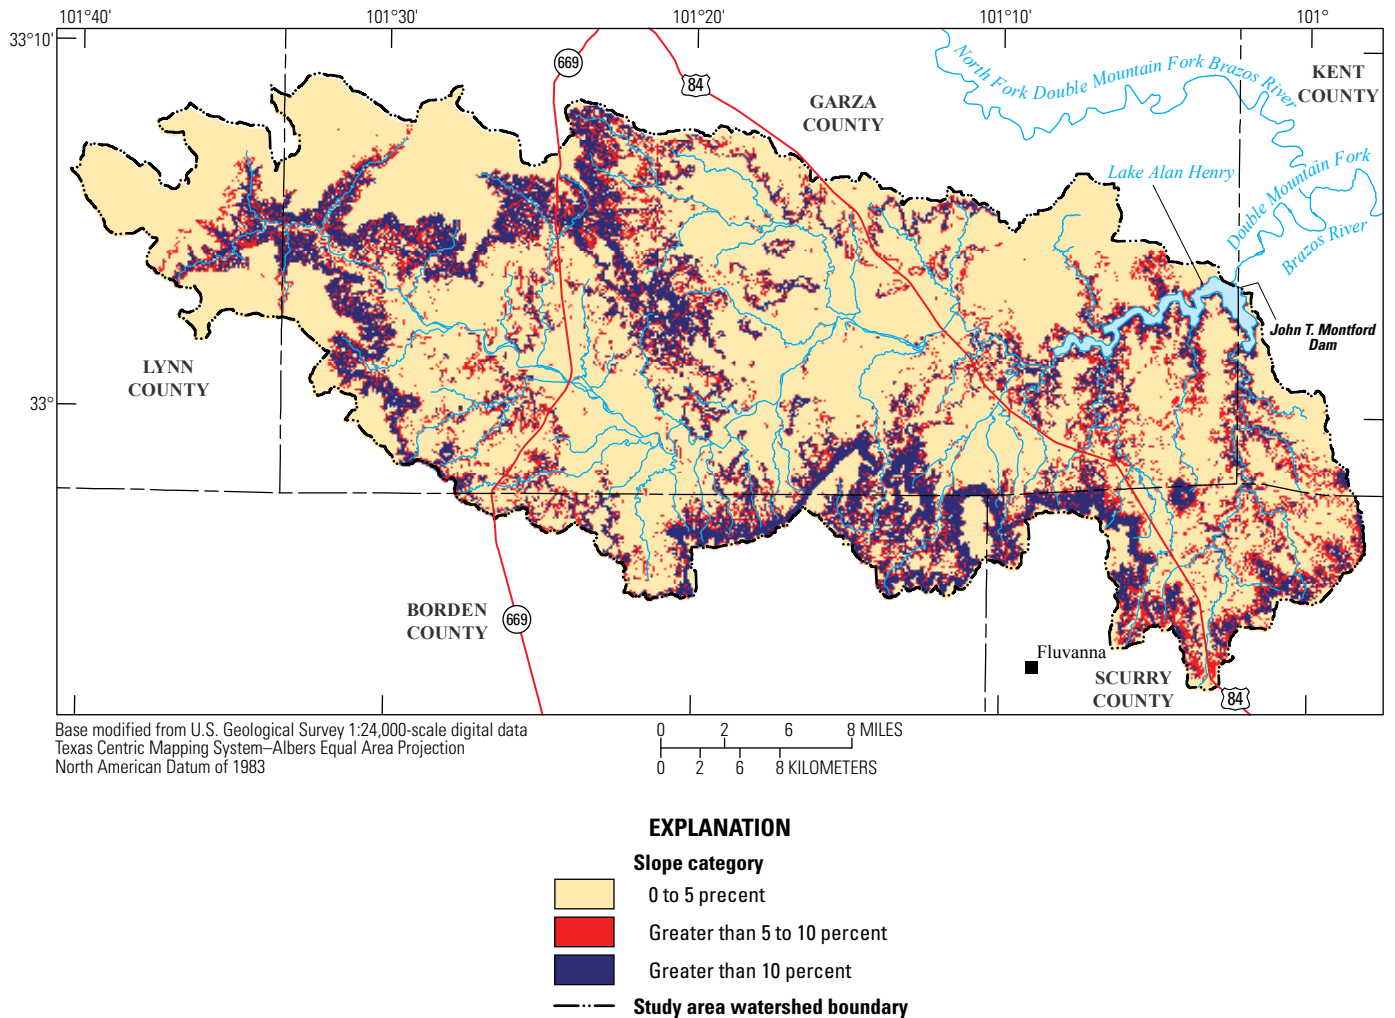 101°40'
101°30'
101°20'
101°10'
101°
33°10'
33°
669
84
GARZA
COUNTY
North Fork Double Mountain Fork Brazos River
KENT
COUNTY
Lake Alan Henry
Double Mountain Fork
Brazos River
John T. Montford
Dam
LYNN
COUNTY
BORDEN
COUNTY
669
Fluvanna
SCURRY
COUNTY
84
Base modified from U.S. Geological Survey 1:24,000-scale digital data
Texas Centric Mapping System–Albers Equal Area Projection
North American Datum of 1983
0 2 6 8 MILES
0 2 6 8 KILOMETERS
EXPLANATION
Slope category
0 to 5 precent
Greater than 5 to 10 percent
Greater than 10 percent
Study area watershed boundary